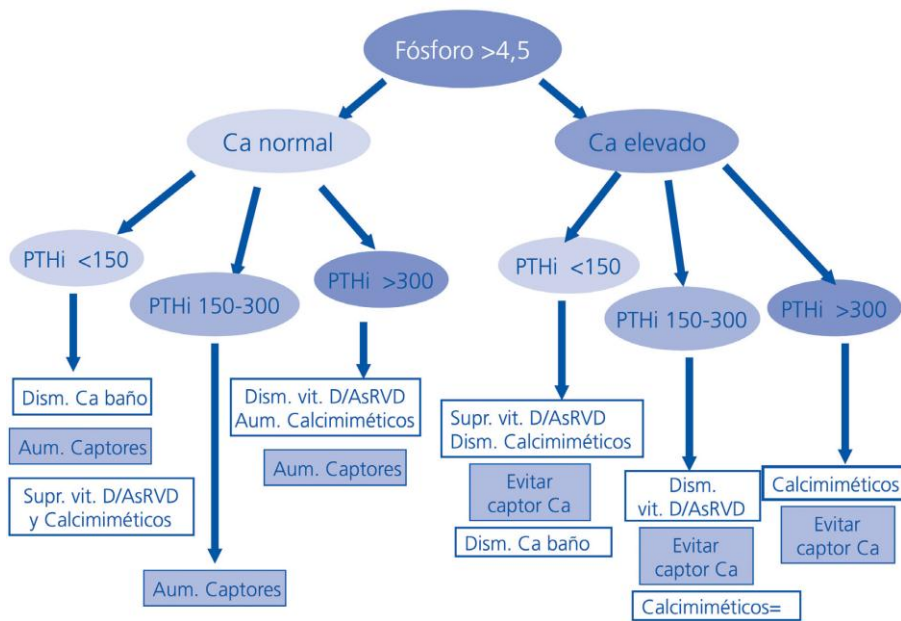 Fósforo >4,5
Ca normal
Ca elevado
PTHi <150
PTHi 150-300
PTHi >300
PTHi <150
PTHi 150-300
PTHi >300
Dism. Ca baño
Aum. Captores
Supr. vit. D/AsRVD
y Calcimiméticos
Aum. Captores
Dism. vit. D/AsRVD
Aum. Calcimiméticos
Aum. Captores
Supr. vit. D/AsRVD
Dism. Calcimiméticos
Evitar
captor Ca
Dism. Ca baño
Dism.
vit. D/AsRVD
Evitar
captor Ca
Calcimiméticos=
Calcimiméticos
Evitar
captor Ca